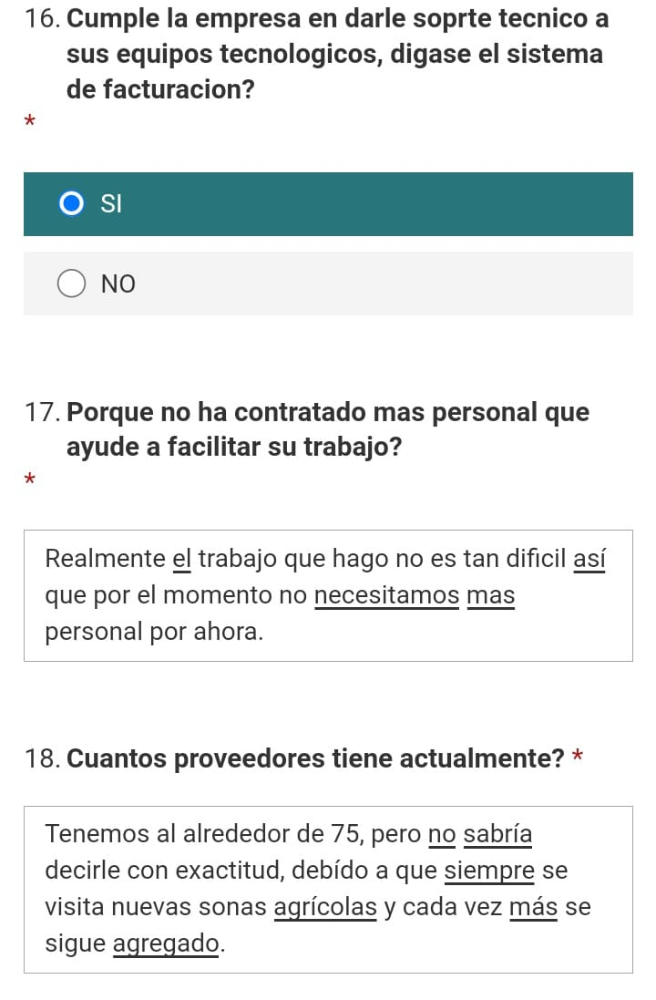 16. Cumple la empresa en darle soprte tecnico a
sus equipos tecnologicos, digase el sistema
de facturacion?
*
SI
NO
17. Porque no ha contratado mas personal que
ayude a facilitar su trabajo?
*
Realmente el trabajo que hago no es tan dificil así
que por el momento no necesitamos mas
personal por ahora.
18. Cuantos proveedores tiene actualmente? *
Tenemos al alrededor de 75, pero no sabría
decirle con exactitud, debído a que siempre se
visita nuevas sonas agrícolas y cada vez más se
sigue agregado.